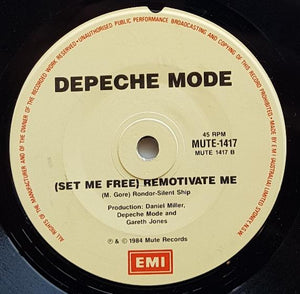 ALL RIGHTS OF THE MANUFACTURER AND OF THE OWNER OF THE RECORDED WORK RESERVED • UNAUTHORISED PUBLIC PERFORMANCE BROADCASTING AND COPYING OF THIS RECORD PROHIBITED • MADE BY EMI (AUSTRALIA) LIMITED SYDNEY, N.S.W.
DEPECHE MODE
45 RPM
MUTE-1417
MUTE 1417 B
(SET ME FREE) REMOTIVATE ME
(M. Gore) Rondor-Silent Ship
Production: Daniel Miller,
Depeche Mode and
Gareth Jones
℗ & © 1984 Mute Records
EMI